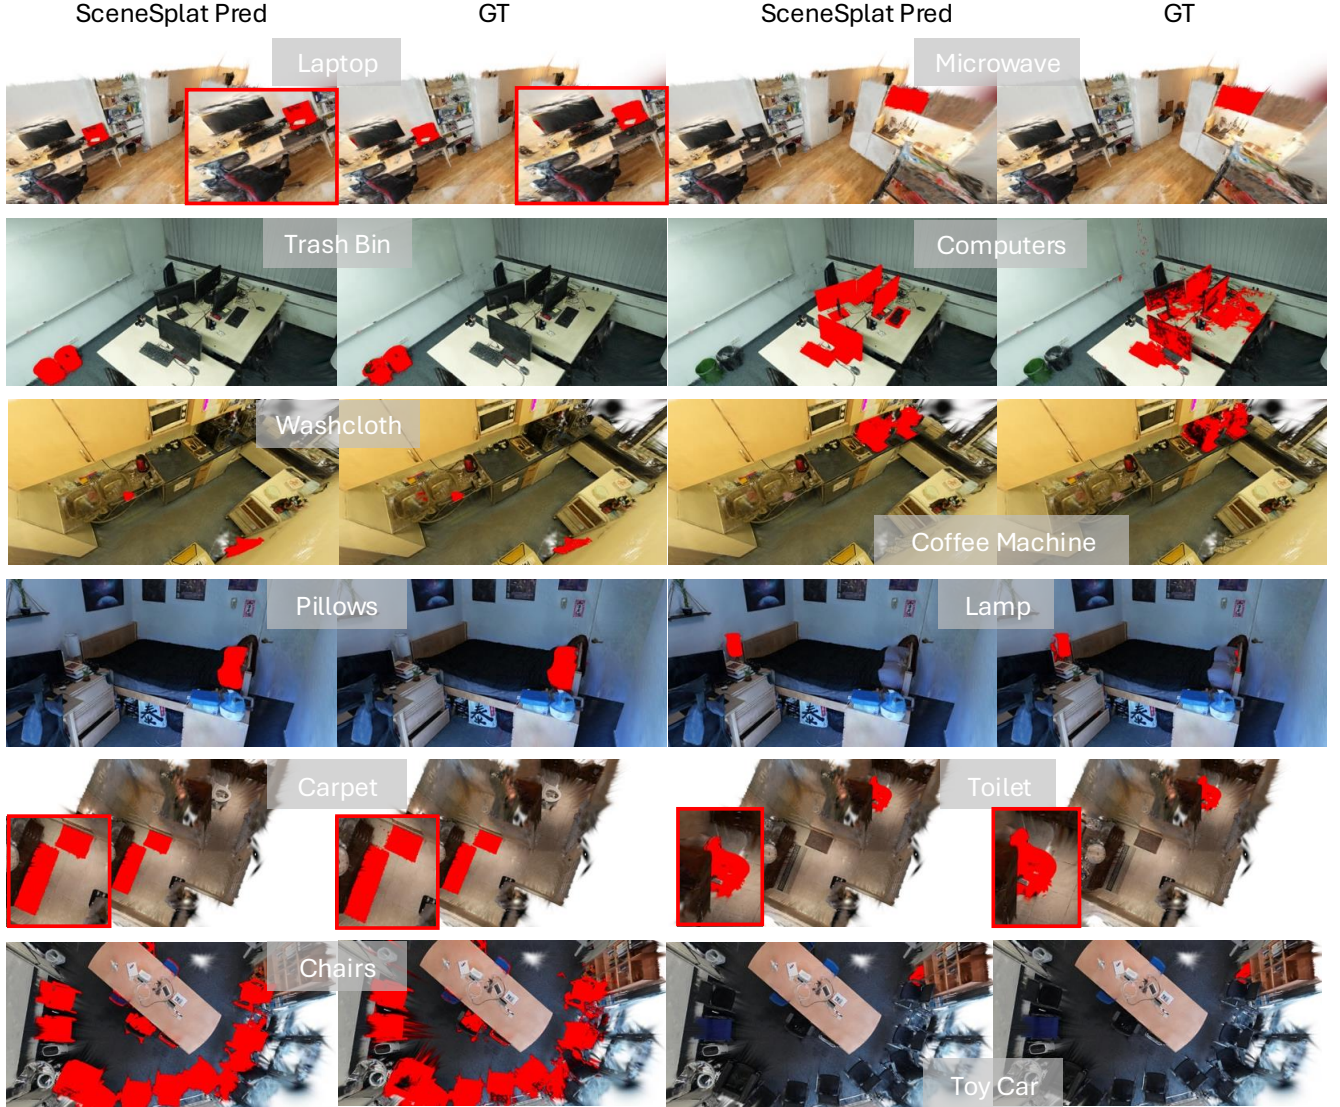 SceneSplat Pred GT SceneSplat Pred GT
Laptop Microwave
Trash Bin Computers
Washcloth
Coffee Machine
Pillows Lamp
Carpet Toilet
Chairs
Toy Car